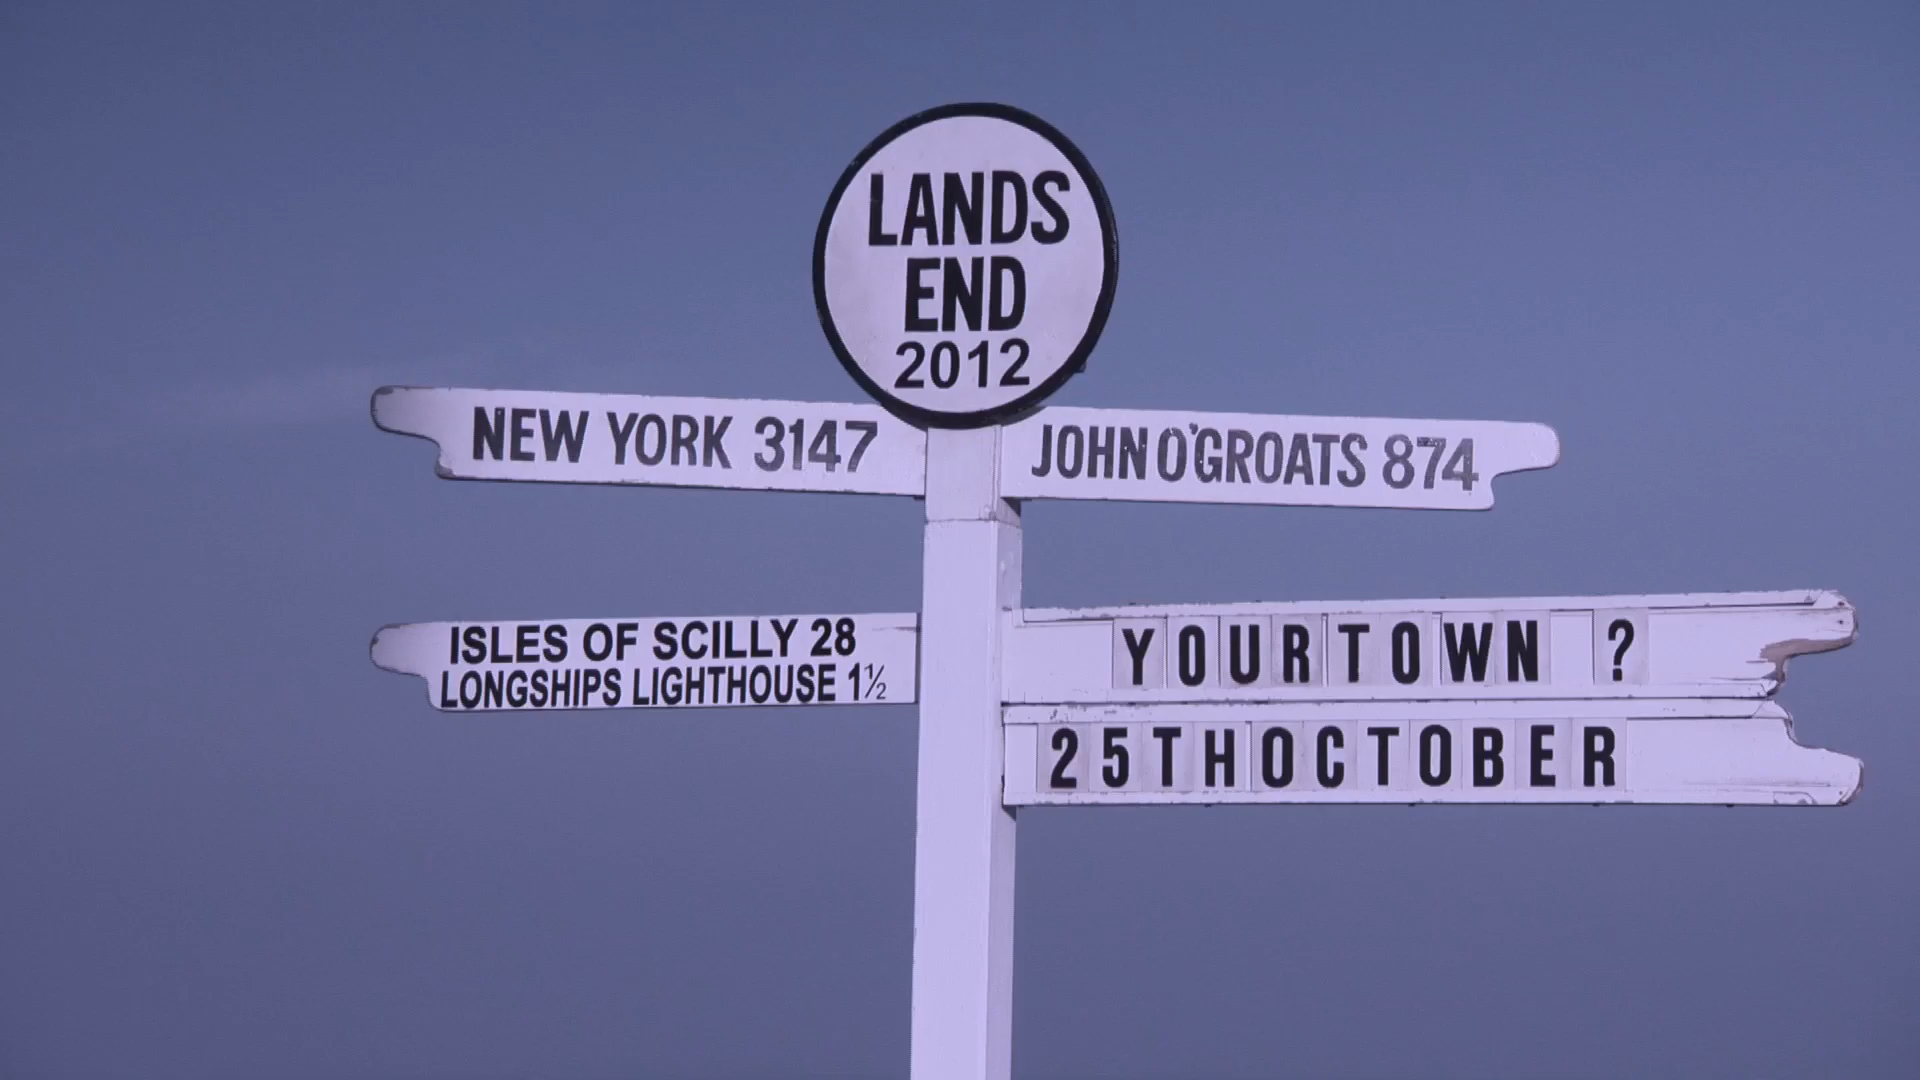 LANDS
END
2012
NEW YORK 3147
JOHN O'GROATS 874
ISLES OF SCILLY 28
LONGSHIPS LIGHTHOUSE 1½
YOURTOWN ?
25THOCTOBER